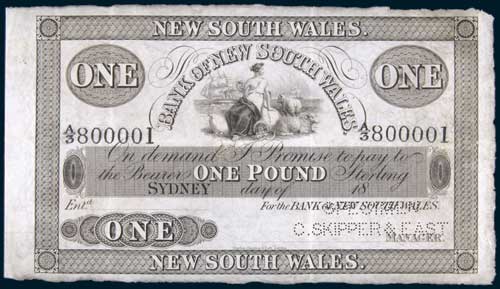 NEW SOUTH WALES.
ONE BANK OF NEW SOUTH WALES. ONE
A/3 800001 A/3 800001
On demand I Promise to pay to
the Bearer ONE POUND Sterling
SYDNEY day of 18
Entd. For the BANK OF NEW SOUTH WALES.
SPECIMEN
ONE C. SKIPPER & EAST
MANAGER
NEW SOUTH WALES.